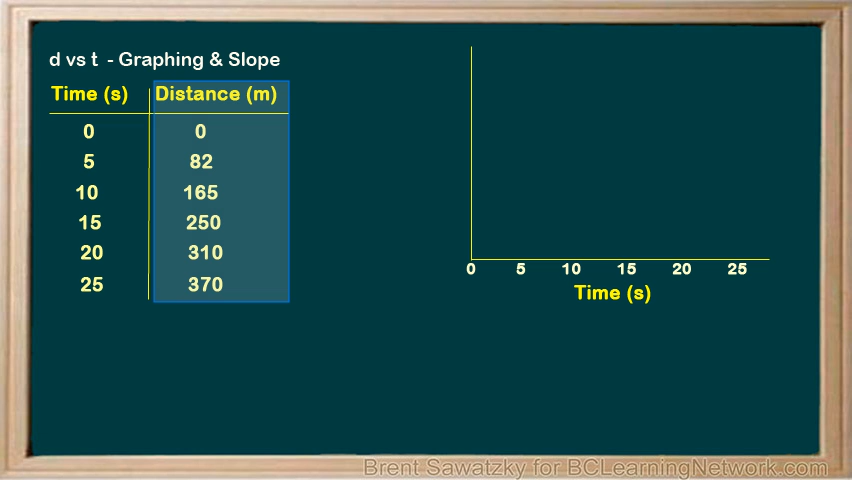 d vs t - Graphing & Slope
Time (s) Distance (m)
0 0
5 82
10 165
15 250
20 310
25 370
0 5 10 15 20 25
Time (s)
Brent Sawatzky for BCLearningNetwork.com